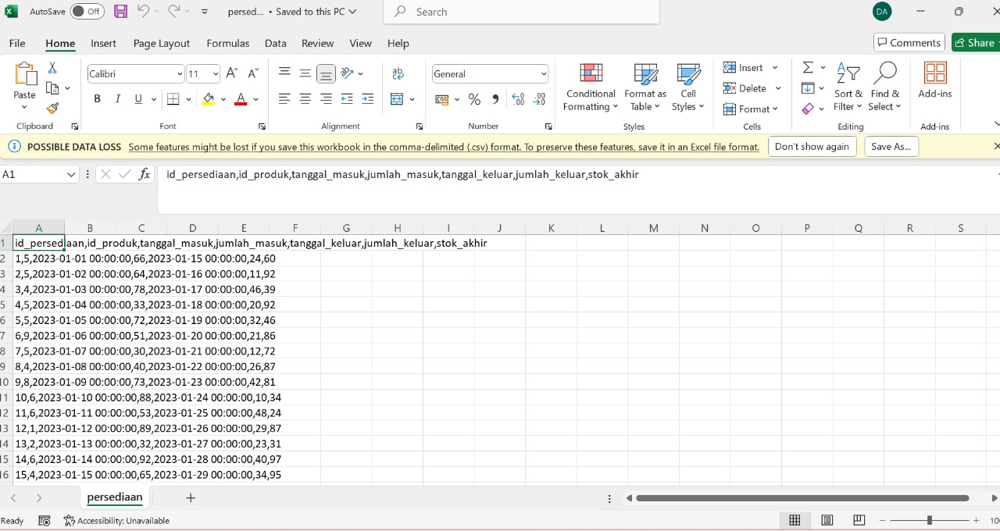 AutoSave Off persed... • Saved to this PC Search DA
File Home Insert Page Layout Formulas Data Review View Help Comments Share
Calibri 11 A A General Insert
Paste B I U A ab % Conditional Formatting Format as Table Cell Styles Delete Format Sort & Filter Find & Select Add-ins
Clipboard Font Alignment Number Styles Cells Editing Add-ins
POSSIBLE DATA LOSS Some features might be lost if you save this workbook in the comma-delimited (.csv) format. To preserve these features, save it in an Excel file format. Don't show again Save As...
A1 fx id_persediaan,id_produk,tanggal_masuk,jumlah_masuk,tanggal_keluar,jumlah_keluar,stok_akhir
A B C D E F G H I J K L M N O P Q R S
1 id_persediaan,id_produk,tanggal_masuk,jumlah_masuk,tanggal_keluar,jumlah_keluar,stok_akhir
2 1,5,2023-01-01 00:00:00,66,2023-01-15 00:00:00,24,60
3 2,5,2023-01-02 00:00:00,64,2023-01-16 00:00:00,11,92
4 3,4,2023-01-03 00:00:00,78,2023-01-17 00:00:00,46,39
5 4,5,2023-01-04 00:00:00,33,2023-01-18 00:00:00,20,92
6 5,5,2023-01-05 00:00:00,72,2023-01-19 00:00:00,32,46
7 6,9,2023-01-06 00:00:00,51,2023-01-20 00:00:00,21,86
8 7,5,2023-01-07 00:00:00,30,2023-01-21 00:00:00,12,72
9 8,4,2023-01-08 00:00:00,40,2023-01-22 00:00:00,26,87
10 9,8,2023-01-09 00:00:00,73,2023-01-23 00:00:00,42,81
11 10,6,2023-01-10 00:00:00,88,2023-01-24 00:00:00,10,34
12 11,6,2023-01-11 00:00:00,53,2023-01-25 00:00:00,48,24
13 12,1,2023-01-12 00:00:00,89,2023-01-26 00:00:00,29,87
14 13,2,2023-01-13 00:00:00,32,2023-01-27 00:00:00,23,31
15 14,6,2023-01-14 00:00:00,92,2023-01-28 00:00:00,40,97
16 15,4,2023-01-15 00:00:00,65,2023-01-29 00:00:00,34,95
persediaan
Ready Accessibility: Unavailable